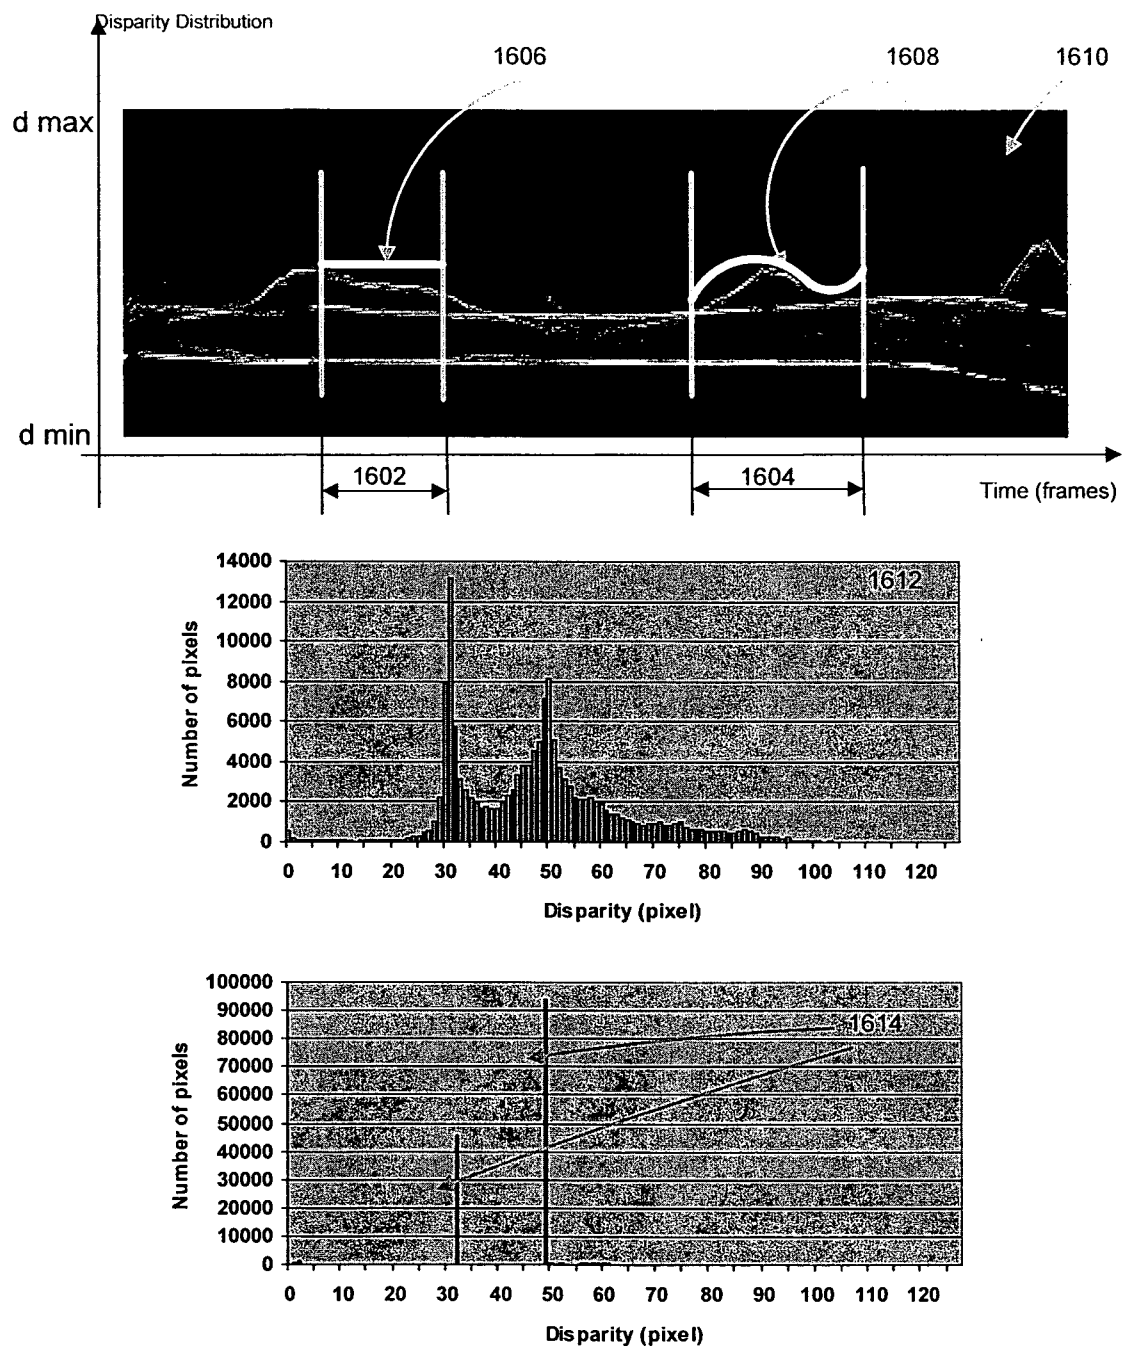 Disparity Distribution
1606
1608
1610
d max
d min
1602
1604
Time (frames)
14000
12000
10000
8000
6000
4000
2000
0
Number of pixels
1612
0 10 20 30 40 50 60 70 80 90 100 110 120
Disparity (pixel)
100000
90000
80000
70000
60000
50000
40000
30000
20000
10000
0
Number of pixels
1614
0 10 20 30 40 50 60 70 80 90 100 110 120
Disparity (pixel)